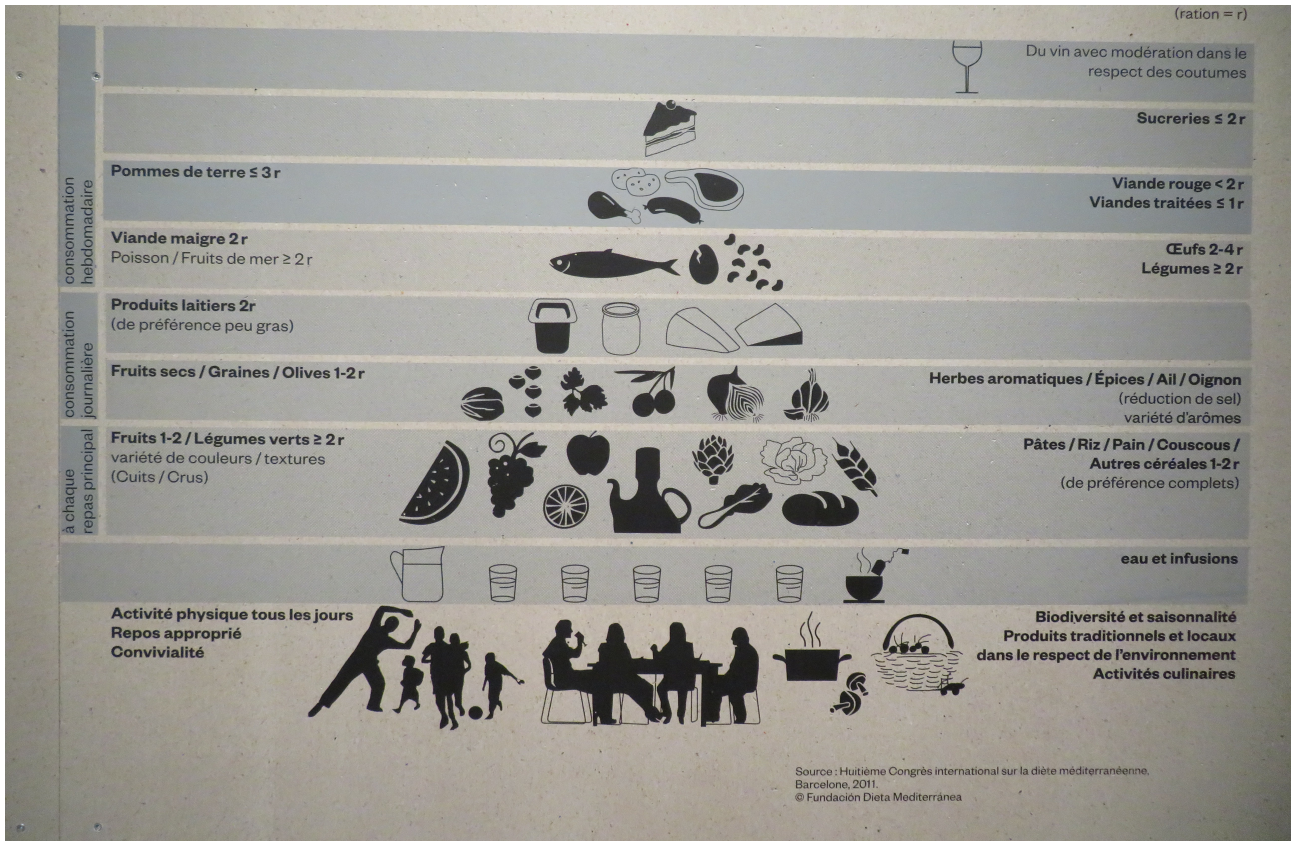 (ration = r)
Du vin avec modération dans le
respect des coutumes
Sucreries ≤ 2 r
consommation
hebdomadaire
Pommes de terre ≤ 3 r
Viande rouge < 2 r
Viandes traitées ≤ 1 r
Viande maigre 2 r
Poisson / Fruits de mer ≥ 2 r
Œufs 2-4 r
Légumes ≥ 2 r
consommation
journalière
Produits laitiers 2r
(de préférence peu gras)
Fruits secs / Graines / Olives 1-2 r
Herbes aromatiques / Épices / Ail / Oignon
(réduction de sel)
variété d'arômes
à chaque
repas principal
Fruits 1-2 / Légumes verts ≥ 2 r
variété de couleurs / textures
(Cuits / Crus)
Pâtes / Riz / Pain / Couscous /
Autres céréales 1-2 r
(de préférence complets)
eau et infusions
Activité physique tous les jours
Repos approprié
Convivialité
Biodiversité et saisonnalité
Produits traditionnels et locaux
dans le respect de l'environnement
Activités culinaires
Source : Huitième Congrès international sur la diète méditerranéenne,
Barcelone, 2011.
© Fundación Dieta Mediterránea